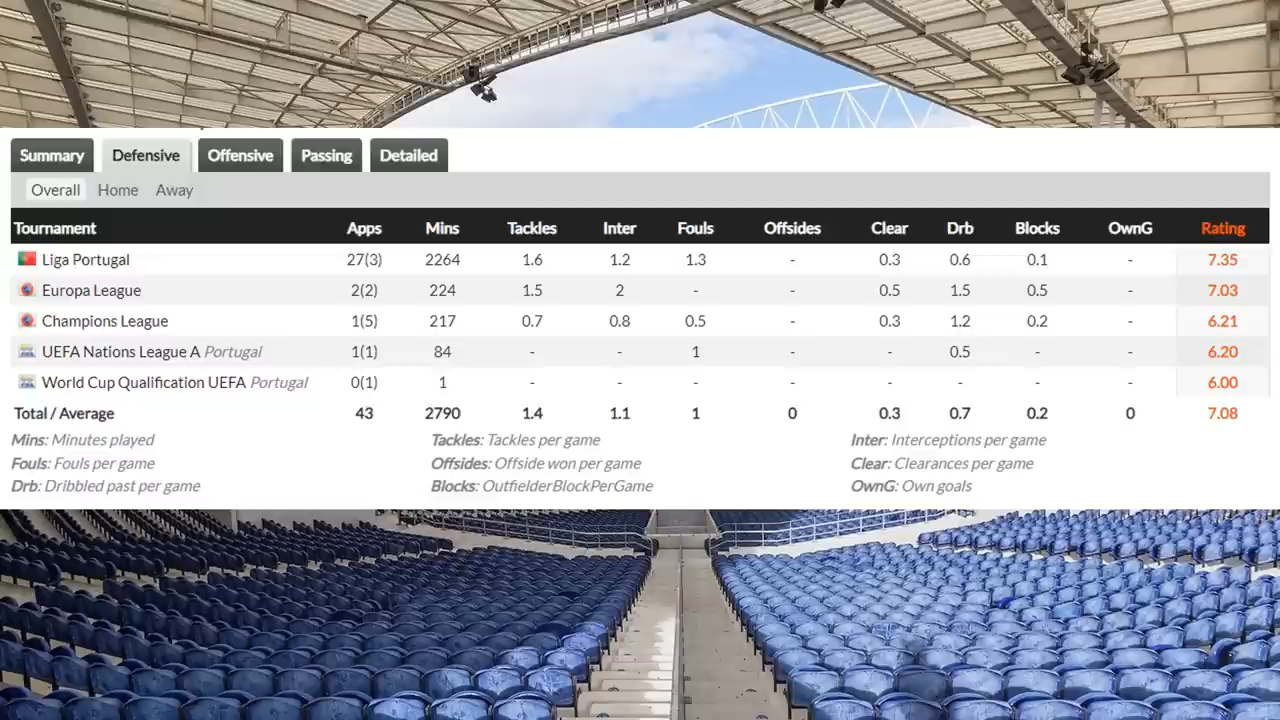 Summary Defensive Offensive Passing Detailed
Overall Home Away
Tournament Apps Mins Tackles Inter Fouls Offsides Clear Drb Blocks OwnG Rating
Liga Portugal 27(3) 2264 1.6 1.2 1.3 - 0.3 0.6 0.1 - 7.35
Europa League 2(2) 224 1.5 2 - - 0.5 1.5 0.5 - 7.03
Champions League 1(5) 217 0.7 0.8 0.5 - 0.3 1.2 0.2 - 6.21
UEFA Nations League A Portugal 1(1) 84 - - 1 - - 0.5 - - 6.20
World Cup Qualification UEFA Portugal 0(1) 1 - - - - - - - - 6.00
Total / Average 43 2790 1.4 1.1 1 0 0.3 0.7 0.2 0 7.08
Mins: Minutes played Tackles: Tackles per game Inter: Interceptions per game
Fouls: Fouls per game Offsides: Offside won per game Clear: Clearances per game
Drb: Dribbled past per game Blocks: OutfielderBlockPerGame OwnG: Own goals